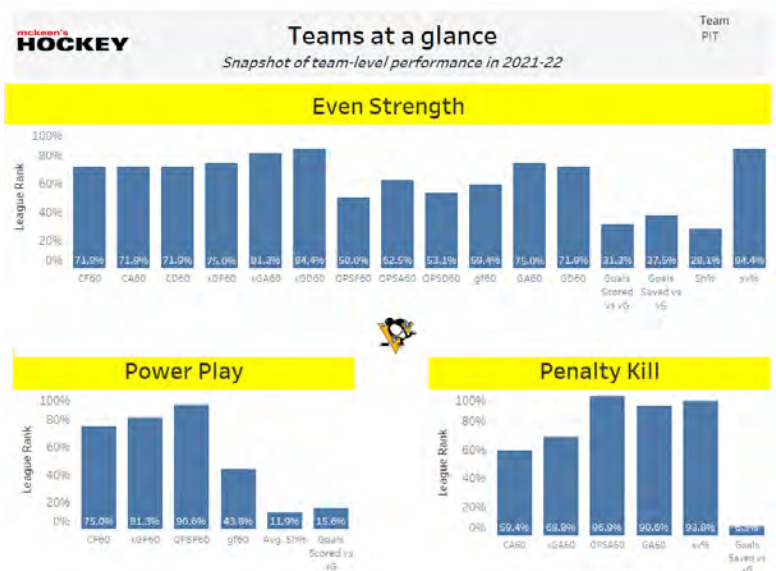 mckeen's
HOCKEY
Teams at a glance
Snapshot of team-level performance in 2021-22
Team
PIT
Even Strength
League Rank
100%
80%
60%
40%
20%
0%
71.9% 71.9% 71.9% 75.0% 81.3% 84.4% 50.0% 62.5% 53.1% 59.4% 75.0% 71.9% 31.2% 37.5% 28.1% 84.4%
CF60 CA60 CD60 xGF60 xGA60 xGD60 QPSF60 QPSA60 QPSD60 gf60 GA60 GD60 Goals Goals Sh% sv%
Scored Saved vs
vs xG xG
Power Play
League Rank
100%
80%
60%
40%
20%
0%
75.0% 81.3% 90.6% 43.8% 11.9% 15.6%
CF60 xGF60 QPSF60 gf60 Avg. Sh% Goals
Scored vs
xG
Penalty Kill
League Rank
100%
80%
60%
40%
20%
0%
59.4% 68.8% 96.9% 90.6% 93.8%
CA60 xGA60 QPSA60 GA60 sv% Goals
Saved vs
xG